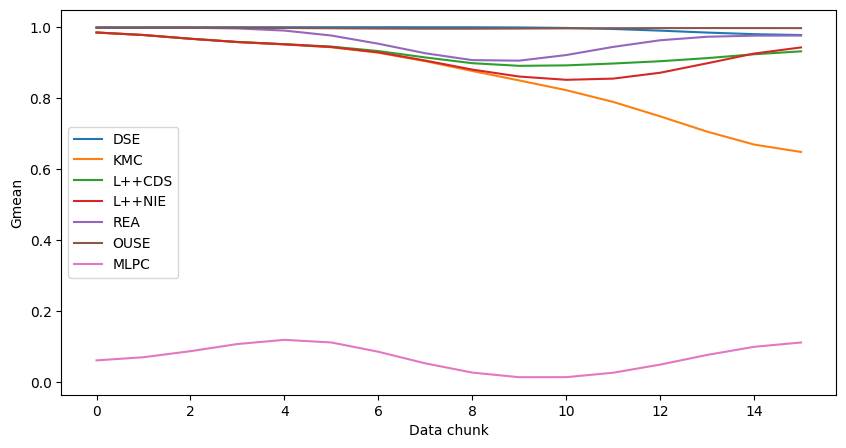 1.0
0.8
0.6
0.4
0.2
0.0
Gmean
DSE
KMC
L++CDS
L++NIE
REA
OUSE
MLPC
0 2 4 6 8 10 12 14
Data chunk